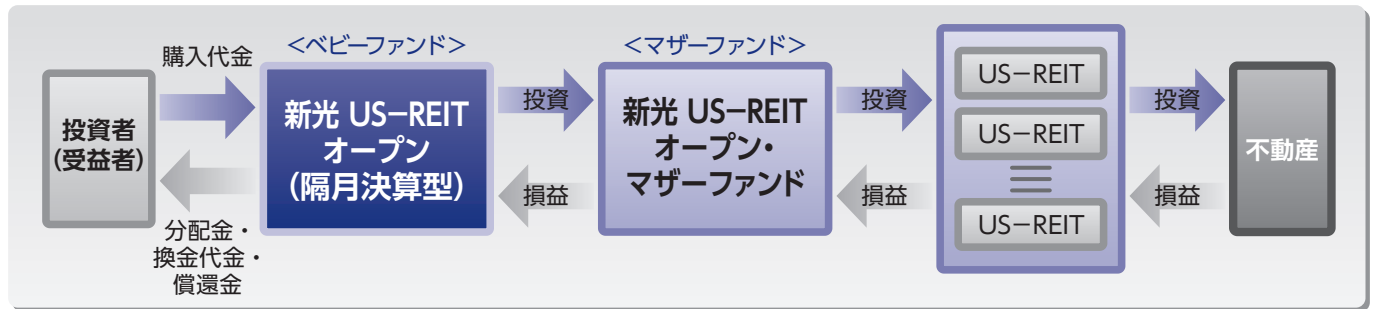 購入代金
投資者
(受益者)
分配金・
換金代金・
償還金
<ベビーファンド>
新光 US−REIT
オープン
(隔月決算型)
投資
損益
<マザーファンド>
新光 US−REIT
オープン・
マザーファンド
投資
損益
US−REIT
US−REIT
US−REIT
投資
損益
不動産